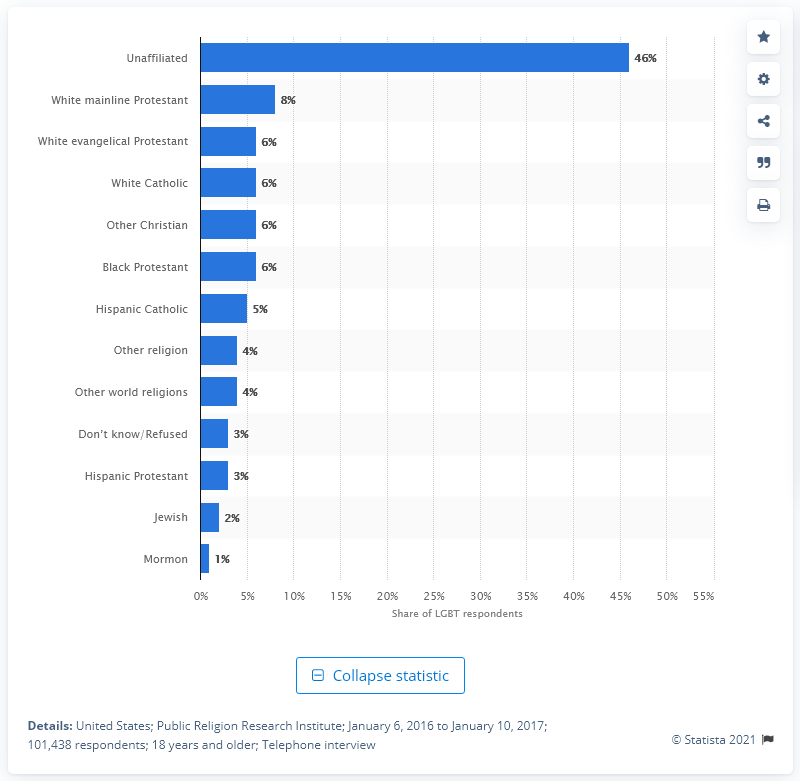 Unaffiliated 46%
White mainline Protestant 8%
White evangelical Protestant 6%
White Catholic 6%
Other Christian 6%
Black Protestant 6%
Hispanic Catholic 5%
Other religion 4%
Other world religions 4%
Don't know/Refused 3%
Hispanic Protestant 3%
Jewish 2%
Mormon 1%
0% 5% 10% 15% 20% 25% 30% 35% 40% 45% 50% 55%
Share of LGBT respondents
Collapse statistic
Details: United States; Public Religion Research Institute; January 6, 2016 to January 10, 2017;
101,438 respondents; 18 years and older; Telephone interview
© Statista 2021